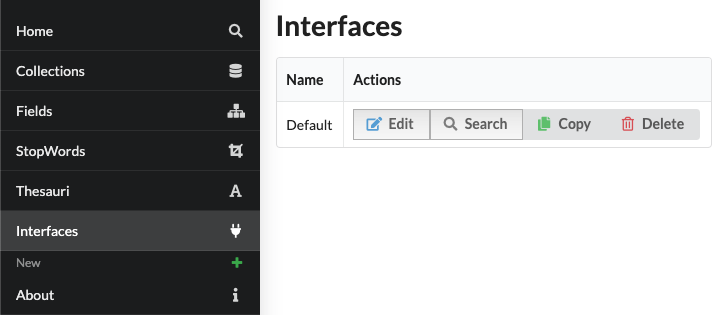 Home
Collections
Fields
StopWords
Thesauri
Interfaces
New
About
Interfaces
Name Actions
Default Edit Search Copy Delete